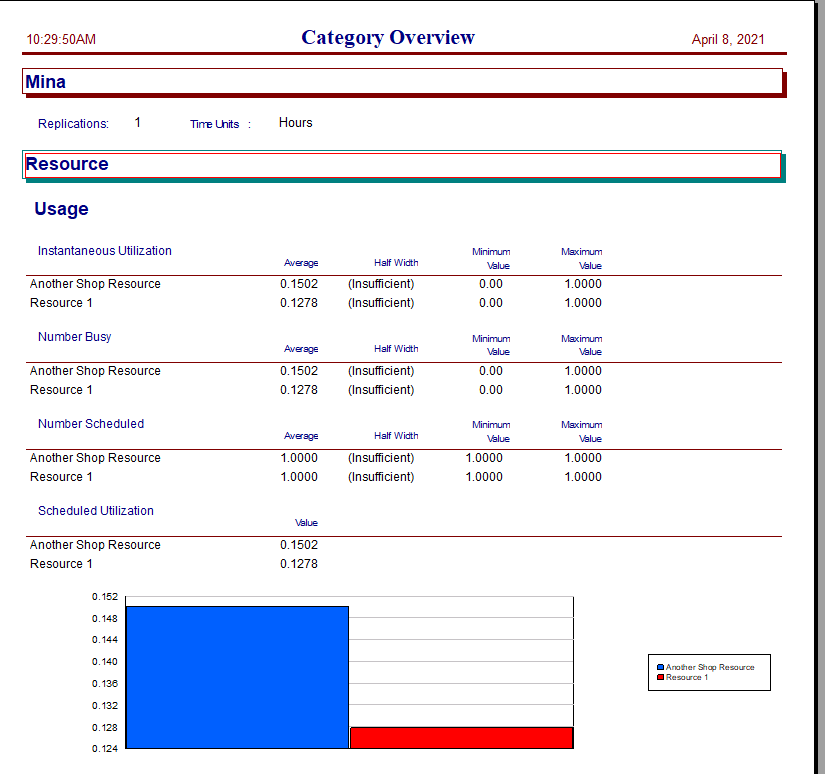 10:29:50AM Category Overview April 8, 2021
Mina
Replications: 1 Time Units : Hours
Resource
Usage
Instantaneous Utilization Average Half Width Minimum Value Maximum Value
Another Shop Resource 0.1502 (Insufficient) 0.00 1.0000
Resource 1 0.1278 (Insufficient) 0.00 1.0000
Number Busy Average Half Width Minimum Value Maximum Value
Another Shop Resource 0.1502 (Insufficient) 0.00 1.0000
Resource 1 0.1278 (Insufficient) 0.00 1.0000
Number Scheduled Average Half Width Minimum Value Maximum Value
Another Shop Resource 1.0000 (Insufficient) 1.0000 1.0000
Resource 1 1.0000 (Insufficient) 1.0000 1.0000
Scheduled Utilization Value
Another Shop Resource 0.1502
Resource 1 0.1278
0.152
0.148
0.144
0.140
0.136
0.132
0.128
0.124
Another Shop Resource
Resource 1